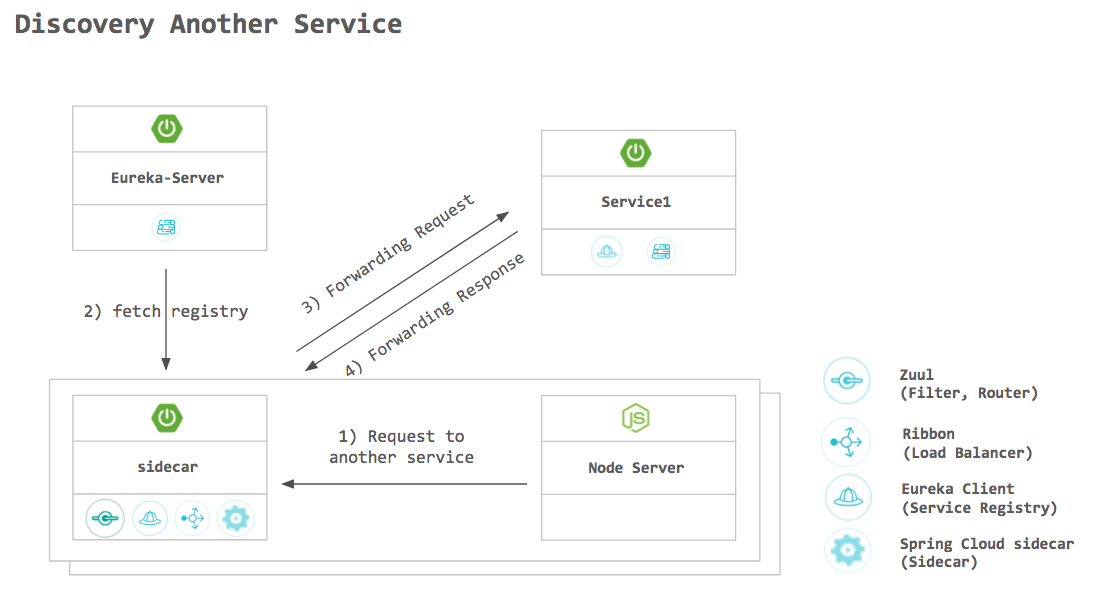 Discovery Another Service
Eureka-Server
Service1
3) Forwarding Request
4) Forwarding Response
2) fetch registry
sidecar
1) Request to
another service
JS
Node Server
Zuul
(Filter, Router)
Ribbon
(Load Balancer)
Eureka Client
(Service Registry)
Spring Cloud sidecar
(Sidecar)